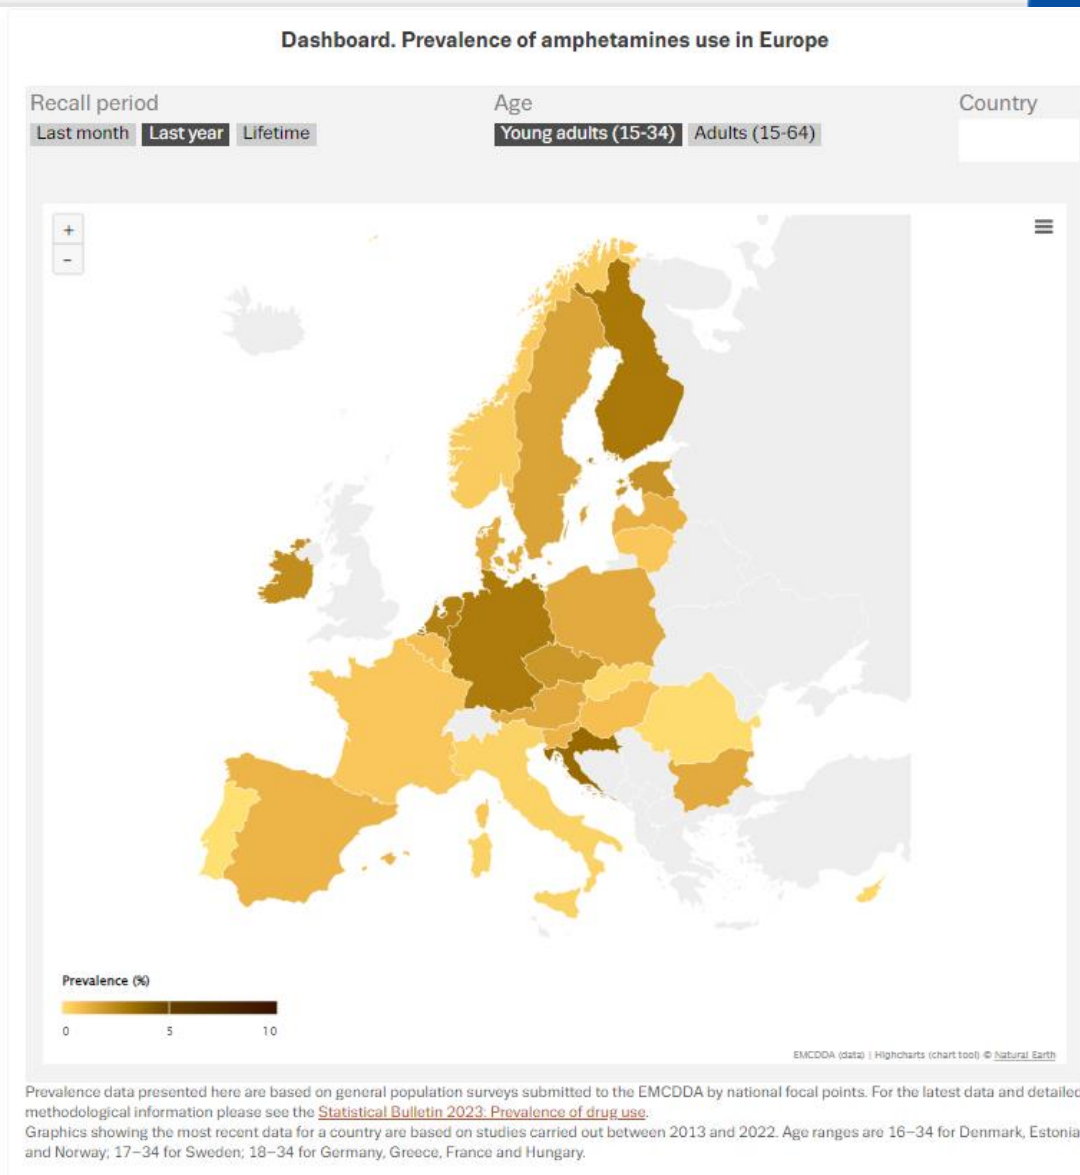 Dashboard. Prevalence of amphetamines use in Europe
Recall period
Age
Country
Last month
Last year
Lifetime
Young adults (15-34)
Adults (15-64)
+
−
Prevalence (%)
0
5
10
EMCDDA (data) | Highcharts (chart tool) © Natural Earth
Prevalence data presented here are based on general population surveys submitted to the EMCDDA by national focal points. For the latest data and detailed
methodological information please see the Statistical Bulletin 2023: Prevalence of drug use.
Graphics showing the most recent data for a country are based on studies carried out between 2013 and 2022. Age ranges are 16–34 for Denmark, Estonia
and Norway; 17–34 for Sweden; 18–34 for Germany, Greece, France and Hungary.